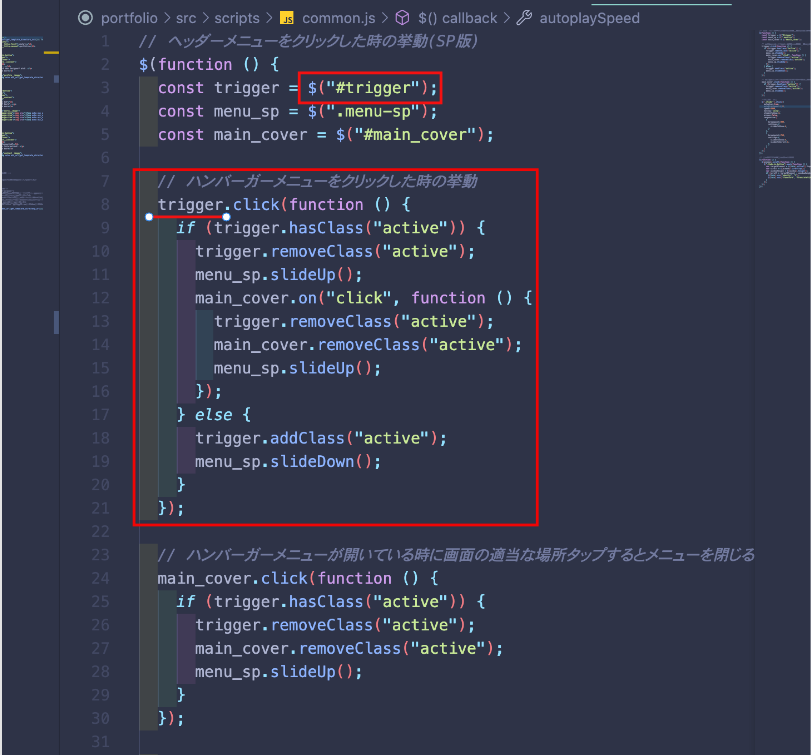 portfolio > src > scripts > JS common.js > $() callback > autoplaySpeed
1 // ヘッダーメニューをクリックした時の挙動(SP版)
2 $(function () {
3 const trigger = $("#trigger");
4 const menu_sp = $(".menu-sp");
5 const main_cover = $("#main_cover");
6
7 // ハンバーガーメニューをクリックした時の挙動
8 trigger.click(function () {
9 if (trigger.hasClass("active")) {
10 trigger.removeClass("active");
11 menu_sp.slideUp();
12 main_cover.on("click", function () {
13 trigger.removeClass("active");
14 main_cover.removeClass("active");
15 menu_sp.slideUp();
16 });
17 } else {
18 trigger.addClass("active");
19 menu_sp.slideDown();
20 }
21 });
22
23 // ハンバーガーメニューが開いている時に画面の適当な場所タップするとメニューを閉じる
24 main_cover.click(function () {
25 if (trigger.hasClass("active")) {
26 trigger.removeClass("active");
27 main_cover.removeClass("active");
28 menu_sp.slideUp();
29 }
30 });
31